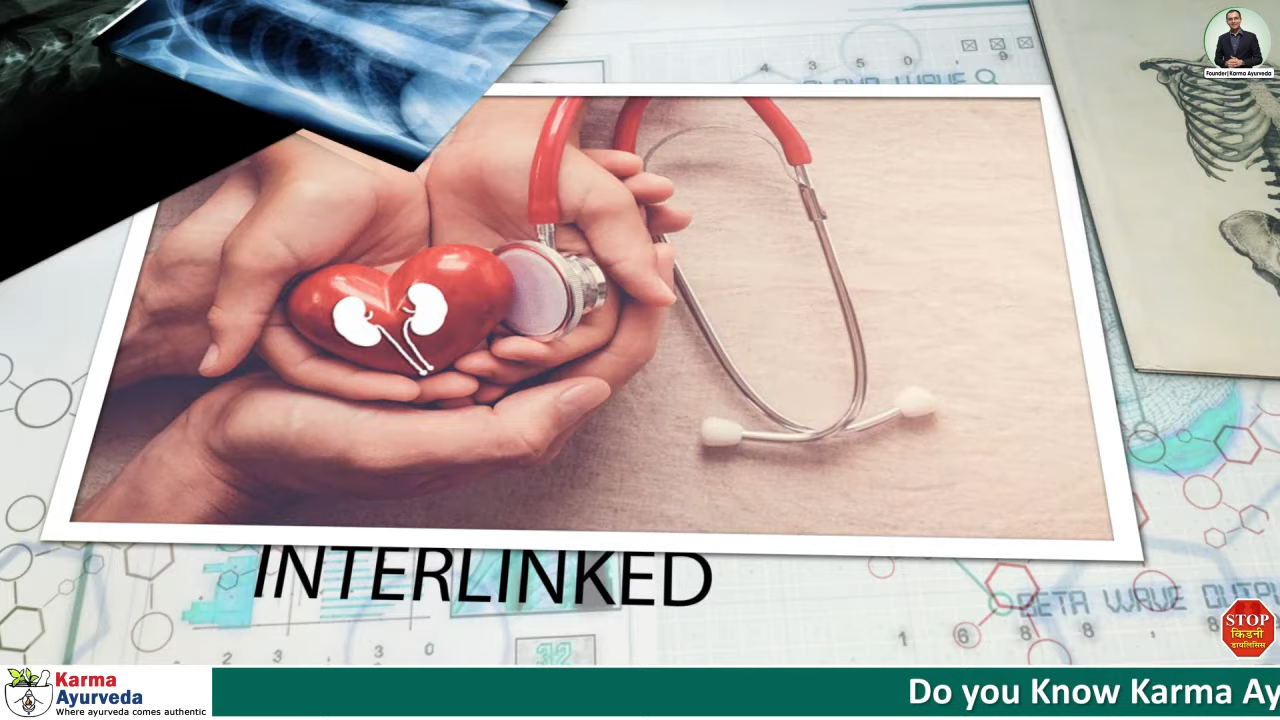 Founder|Karma Ayurveda
INTERLINKED
BETA WAVE
STOP
किडनी
डायलिसिस
Karma
Ayurveda
Where ayurveda comes authentic
Do you Know Karma Ay